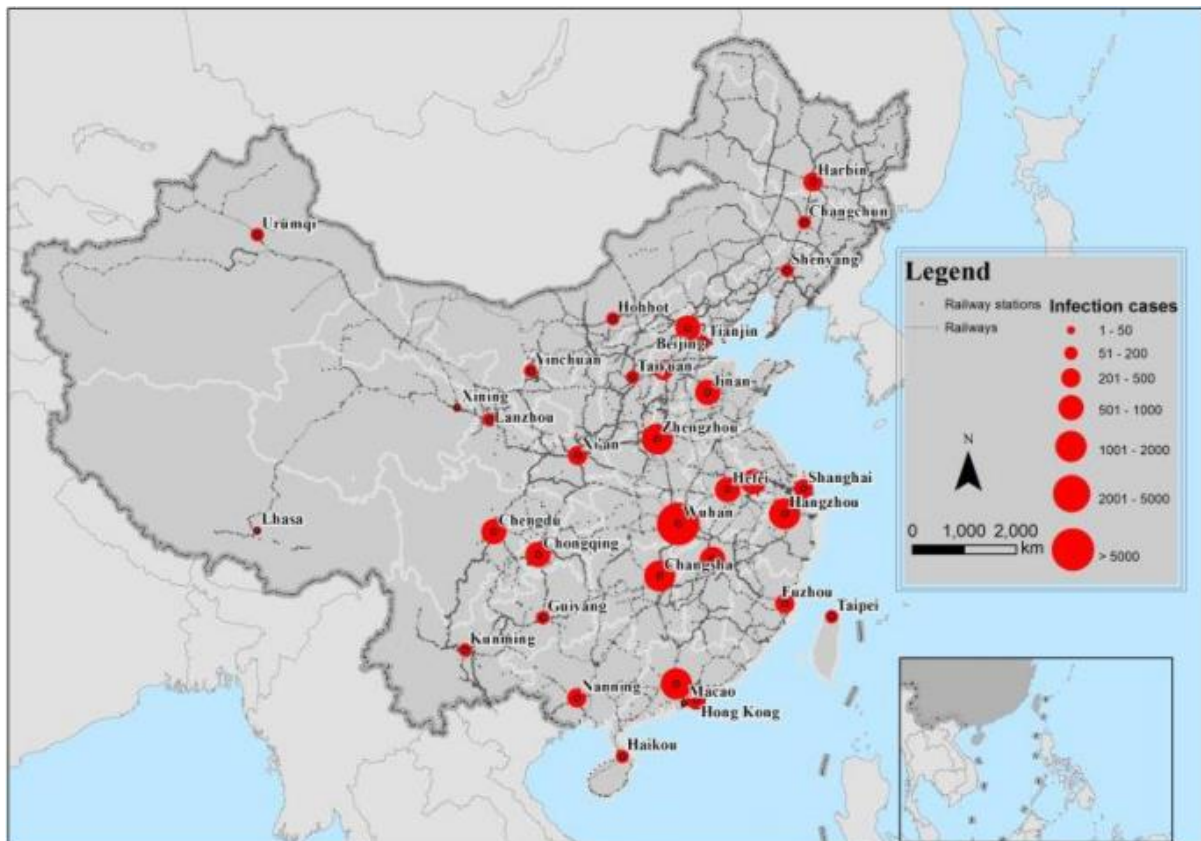 Harbin
Changchun
Urümqi
Shenyang
Hohhot
Tianjin
Beijing
Yinchuan
Taiyuan
Jinan
Xining
Lanzhou
Zhengzhou
Xi'an
Hefei
Shanghai
Hangzhou
Wuhan
Lhasa
Chengdu
Chongqing
Changsha
Guiyang
Fuzhou
Taipei
Kunming
Nanning
Macao
Hong Kong
Haikou
Legend
Railway stations
Railways
Infection cases
1 - 50
51 - 200
201 - 500
501 - 1000
1001 - 2000
2001 - 5000
> 5000
N
0 1,000 2,000
km